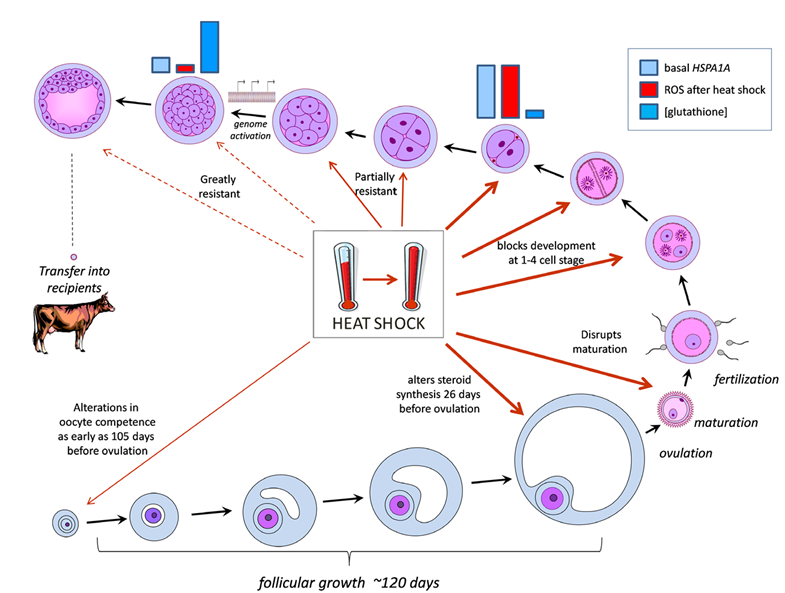 basal HSPA1A
ROS after heat shock
[glutathione]
genome
activation
Greatly
resistant
Partially
resistant
blocks development
at 1-4 cell stage
Transfer into
recipients
HEAT SHOCK
Disrupts
maturation
fertilization
alters steroid
synthesis 26 days
before ovulation
Alterations in
oocyte competence
as early as 105 days
before ovulation
maturation
ovulation
follicular growth ~120 days